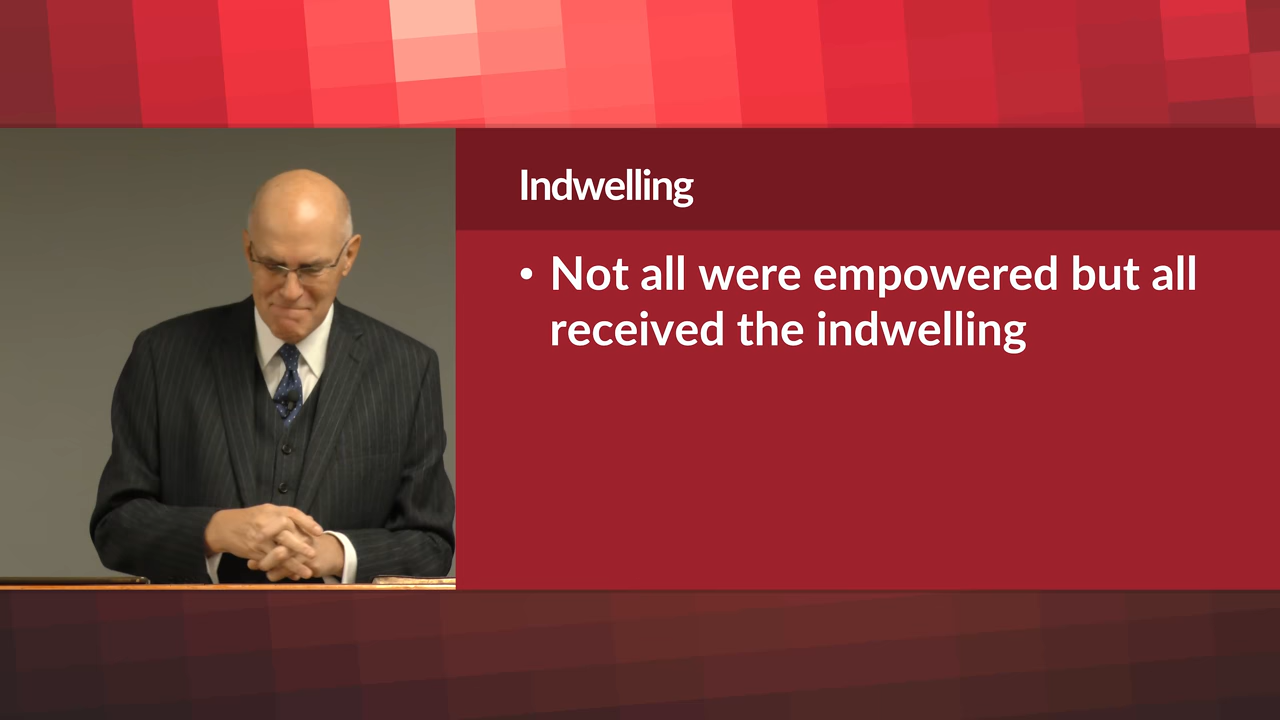 Indwelling
• Not all were empowered but all
received the indwelling